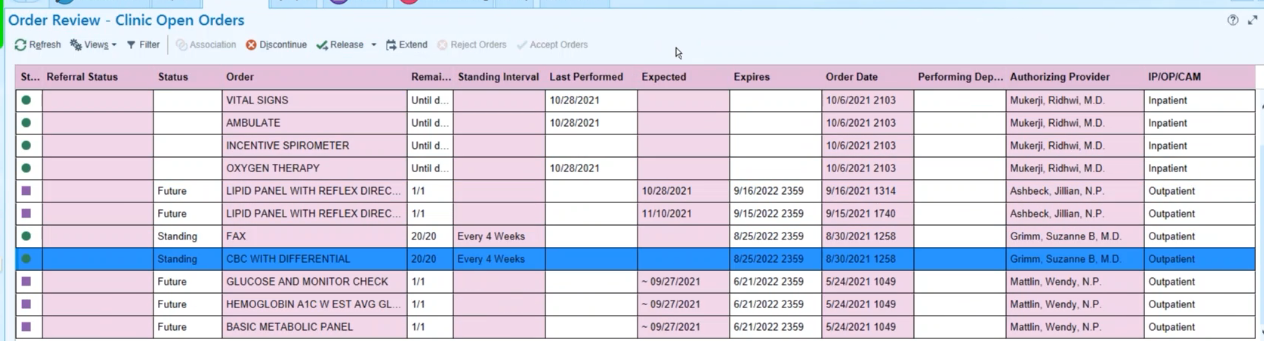 Order Review - Clinic Open Orders
Refresh Views Filter Association Discontinue Release Extend Reject Orders Accept Orders
St... Referral Status Status Order Remai... Standing Interval Last Performed Expected Expires Order Date Performing Dep... Authorizing Provider IP/OP/CAM
VITAL SIGNS Until d... 10/28/2021 10/6/2021 2103 Mukerji, Ridhwi, M.D. Inpatient
AMBULATE Until d... 10/28/2021 10/6/2021 2103 Mukerji, Ridhwi, M.D. Inpatient
INCENTIVE SPIROMETER Until d... 10/6/2021 2103 Mukerji, Ridhwi, M.D. Inpatient
OXYGEN THERAPY Until d... 10/28/2021 10/6/2021 2103 Mukerji, Ridhwi, M.D. Inpatient
Future LIPID PANEL WITH REFLEX DIREC... 1/1 10/28/2021 9/16/2022 2359 9/16/2021 1314 Ashbeck, Jillian, N.P. Outpatient
Future LIPID PANEL WITH REFLEX DIREC... 1/1 11/10/2021 9/15/2022 2359 9/15/2021 1740 Ashbeck, Jillian, N.P. Outpatient
Standing FAX 20/20 Every 4 Weeks 8/25/2022 2359 8/30/2021 1258 Grimm, Suzanne B, M.D. Outpatient
Standing CBC WITH DIFFERENTIAL 20/20 Every 4 Weeks 8/25/2022 2359 8/30/2021 1258 Grimm, Suzanne B, M.D. Outpatient
Future GLUCOSE AND MONITOR CHECK 1/1 ~ 09/27/2021 6/21/2022 2359 5/24/2021 1049 Mattlin, Wendy, N.P. Outpatient
Future HEMOGLOBIN A1C W EST AVG GL... 1/1 ~ 09/27/2021 6/21/2022 2359 5/24/2021 1049 Mattlin, Wendy, N.P. Outpatient
Future BASIC METABOLIC PANEL 1/1 ~ 09/27/2021 6/21/2022 2359 5/24/2021 1049 Mattlin, Wendy, N.P. Outpatient